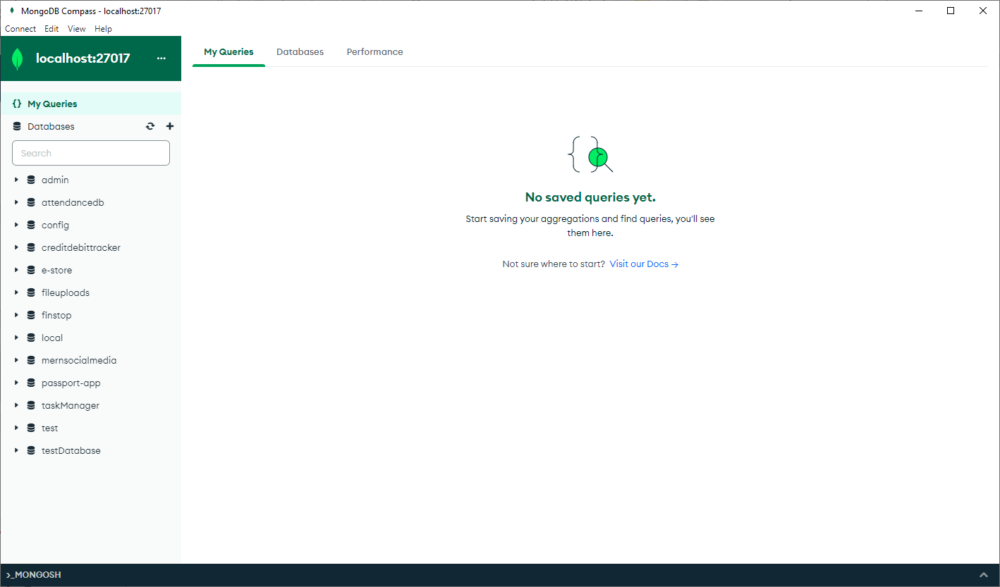 MongoDB Compass - localhost:27017
Connect Edit View Help
localhost:27017 ...
My Queries Databases Performance
{} My Queries
Databases
Search
admin
attendancedb
config
creditdebittracker
e-store
fileuploads
finstop
local
mernsocialmedia
passport-app
taskManager
test
testDatabase
No saved queries yet.
Start saving your aggregations and find queries, you'll see
them here.
Not sure where to start? Visit our Docs →
>_MONGOSH